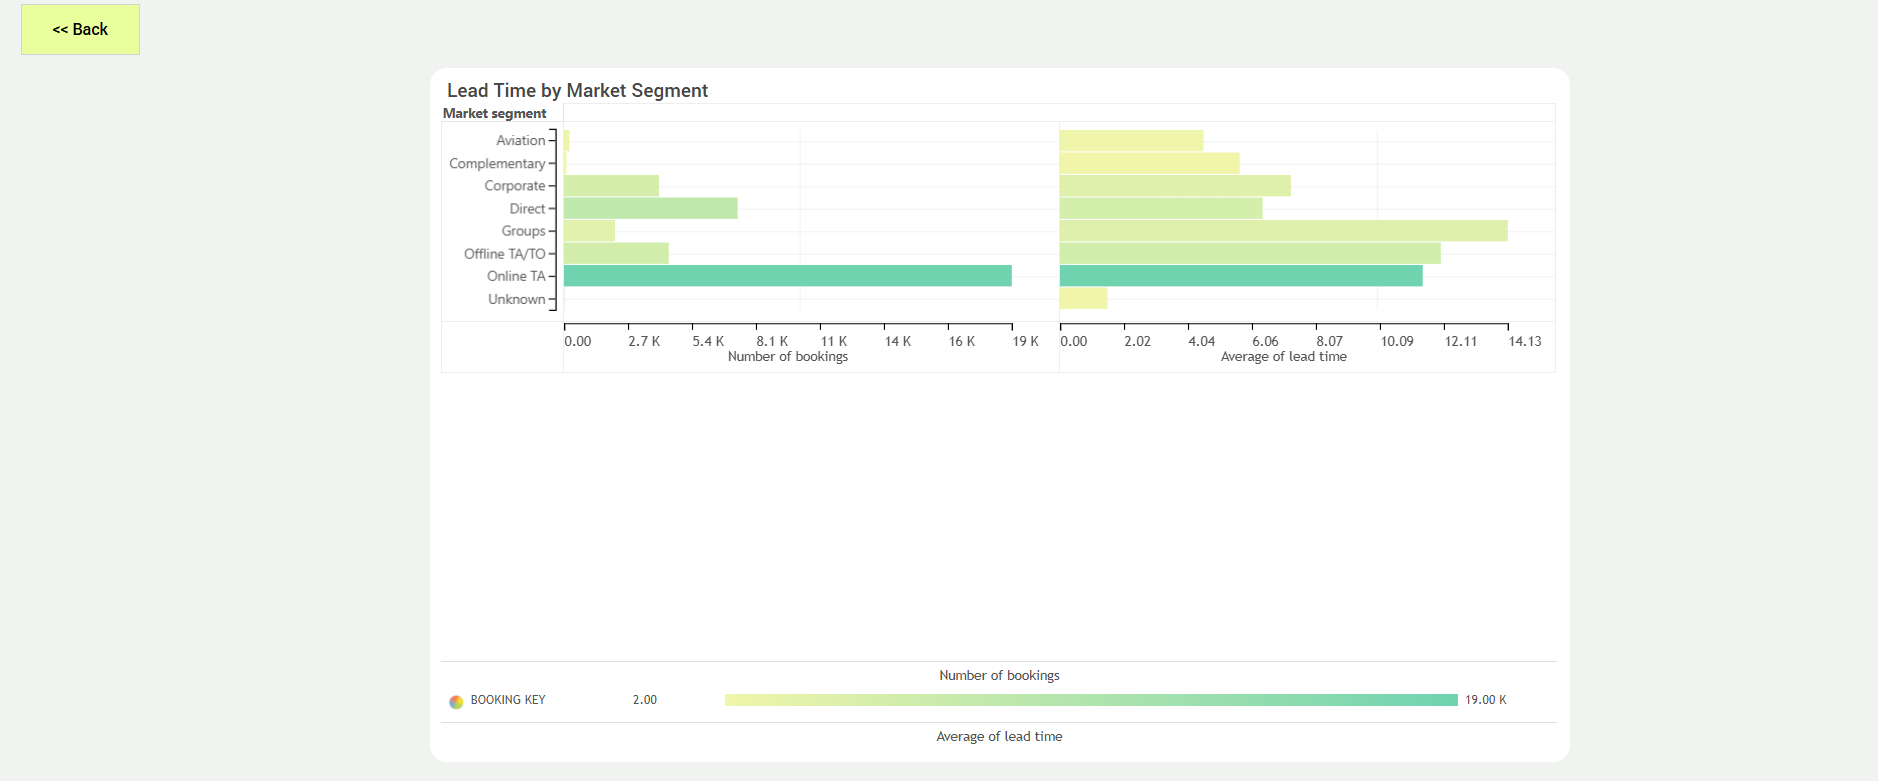 << Back
Lead Time by Market Segment
Market segment
Aviation
Complementary
Corporate
Direct
Groups
Offline TA/TO
Online TA
Unknown
0.00 2.7 K 5.4 K 8.1 K 11 K 14 K 16 K 19 K 0.00 2.02 4.04 6.06 8.07 10.09 12.11 14.13
Number of bookings Average of lead time
Number of bookings
BOOKING KEY 2.00 19.00 K
Average of lead time